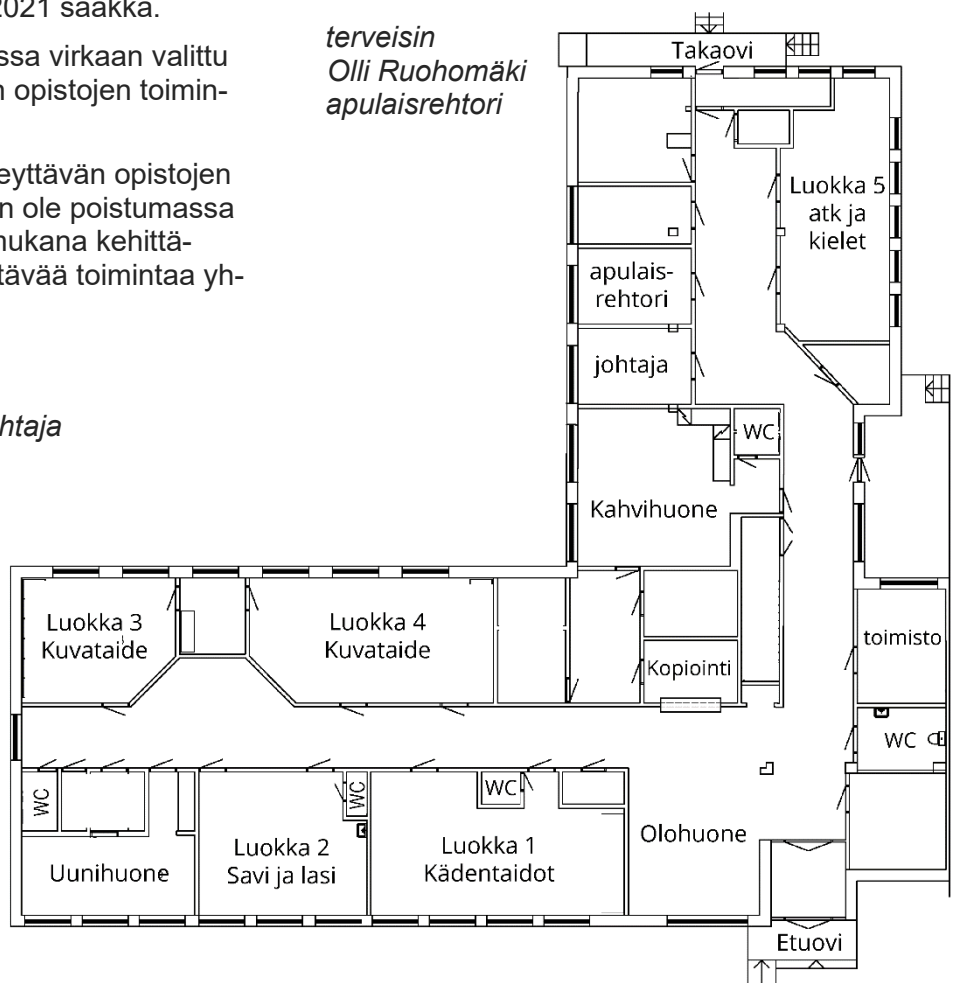 2021 saakka.
ssa virkaan valittu
n opistojen toimin-
eyttävän opistojen
n ole poistumassa
mukana kehittä-
tävää toimintaa yh-
htaja
terveisin
Olli Ruohomäki
apulaisrehtori
Takaovi
Luokka 5
atk ja
kielet
apulais-
rehtori
johtaja
WC
Kahvihuone
Luokka 3
Kuvataide
Luokka 4
Kuvataide
Kopiointi
toimisto
WC
WC
Uunihuone
WC
Luokka 2
Savi ja lasi
WC
Luokka 1
Kädentaidot
Olohuone
Etuovi